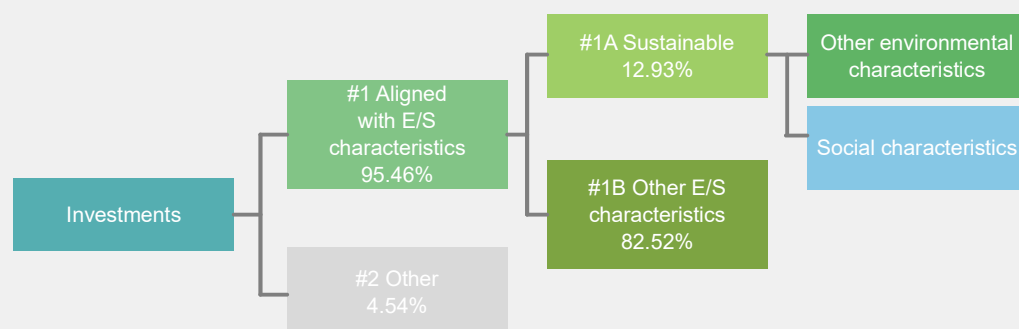 Investments
#1 Aligned
with E/S
characteristics
95.46%
#2 Other
4.54%
#1A Sustainable
12.93%
#1B Other E/S
characteristics
82.52%
Other environmental
characteristics
Social characteristics